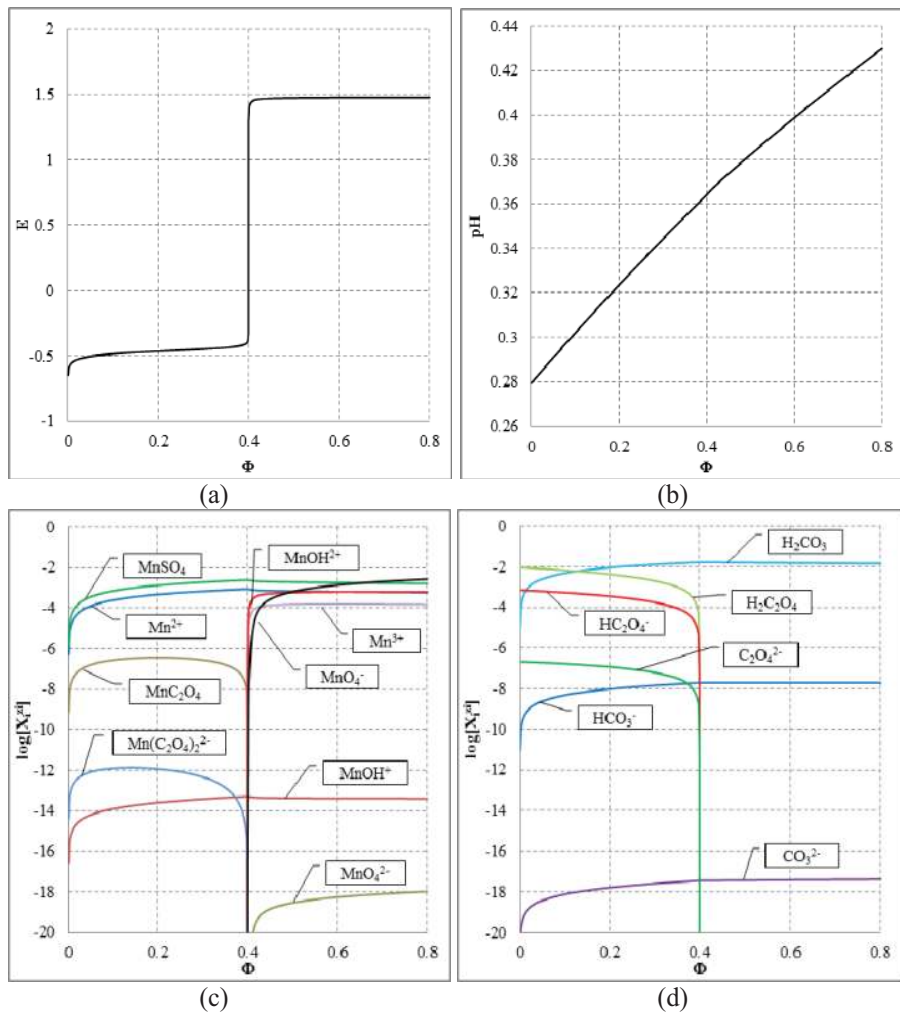 2
1.5
1
0.5
0
-0.5
-1
E
0 0.2 0.4 0.6 0.8
Φ
(a)
0.44
0.42
0.4
0.38
0.36
0.34
0.32
0.3
0.28
0.26
pH
0 0.2 0.4 0.6 0.8
Φ
(b)
0
-2
-4
-6
-8
-10
-12
-14
-16
-18
-20
log[Xᵢᶻⁱ]
MnSO₄
MnOH²⁺
Mn²⁺
Mn³⁺
MnO₄⁻
MnC₂O₄
Mn(C₂O₄)₂²⁻
MnOH⁺
MnO₄²⁻
0 0.2 0.4 0.6 0.8
Φ
(c)
0
-2
-4
-6
-8
-10
-12
-14
-16
-18
-20
log[Xᵢᶻⁱ]
H₂CO₃
H₂C₂O₄
HC₂O₄⁻
C₂O₄²⁻
HCO₃⁻
CO₃²⁻
0 0.2 0.4 0.6 0.8
Φ
(d)